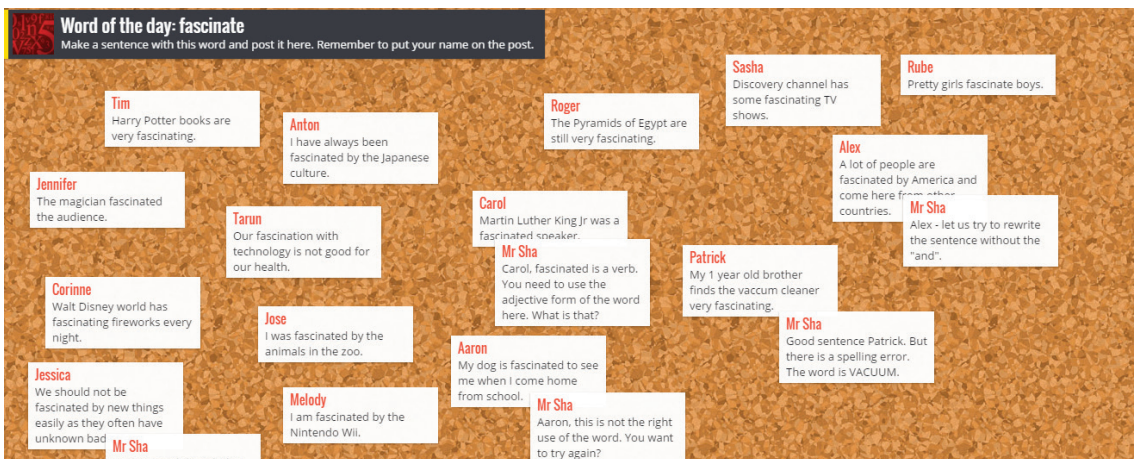 Word of the day: fascinate
Make a sentence with this word and post it here. Remember to put your name on the post.
Tim
Harry Potter books are
very fascinating.
Anton
I have always been
fascinated by the Japanese
culture.
Roger
The Pyramids of Egypt are
still very fascinating.
Sasha
Discovery channel has
some fascinating TV
shows.
Rube
Pretty girls fascinate boys.
Alex
A lot of people are
fascinated by America and
come here from other
countries.
Mr Sha
Alex - let us try to rewrite
the sentence without the
"and".
Jennifer
The magician fascinated
the audience.
Tarun
Our fascination with
technology is not good for
our health.
Carol
Martin Luther King Jr was a
fascinated speaker.
Mr Sha
Carol, fascinated is a verb.
You need to use the
adjective form of the word
here. What is that?
Patrick
My 1 year old brother
finds the vaccum cleaner
very fascinating.
Mr Sha
Good sentence Patrick. But
there is a spelling error.
The word is VACUUM.
Corinne
Walt Disney world has
fascinating fireworks every
night.
Jose
I was fascinated by the
animals in the zoo.
Aaron
My dog is fascinated to see
me when I come home
from school.
Mr Sha
Aaron, this is not the right
use of the word. You want
to try again?
Jessica
We should not be
fascinated by new things
easily as they often have
unknown bad
Mr Sha
Melody
I am fascinated by the
Nintendo Wii.